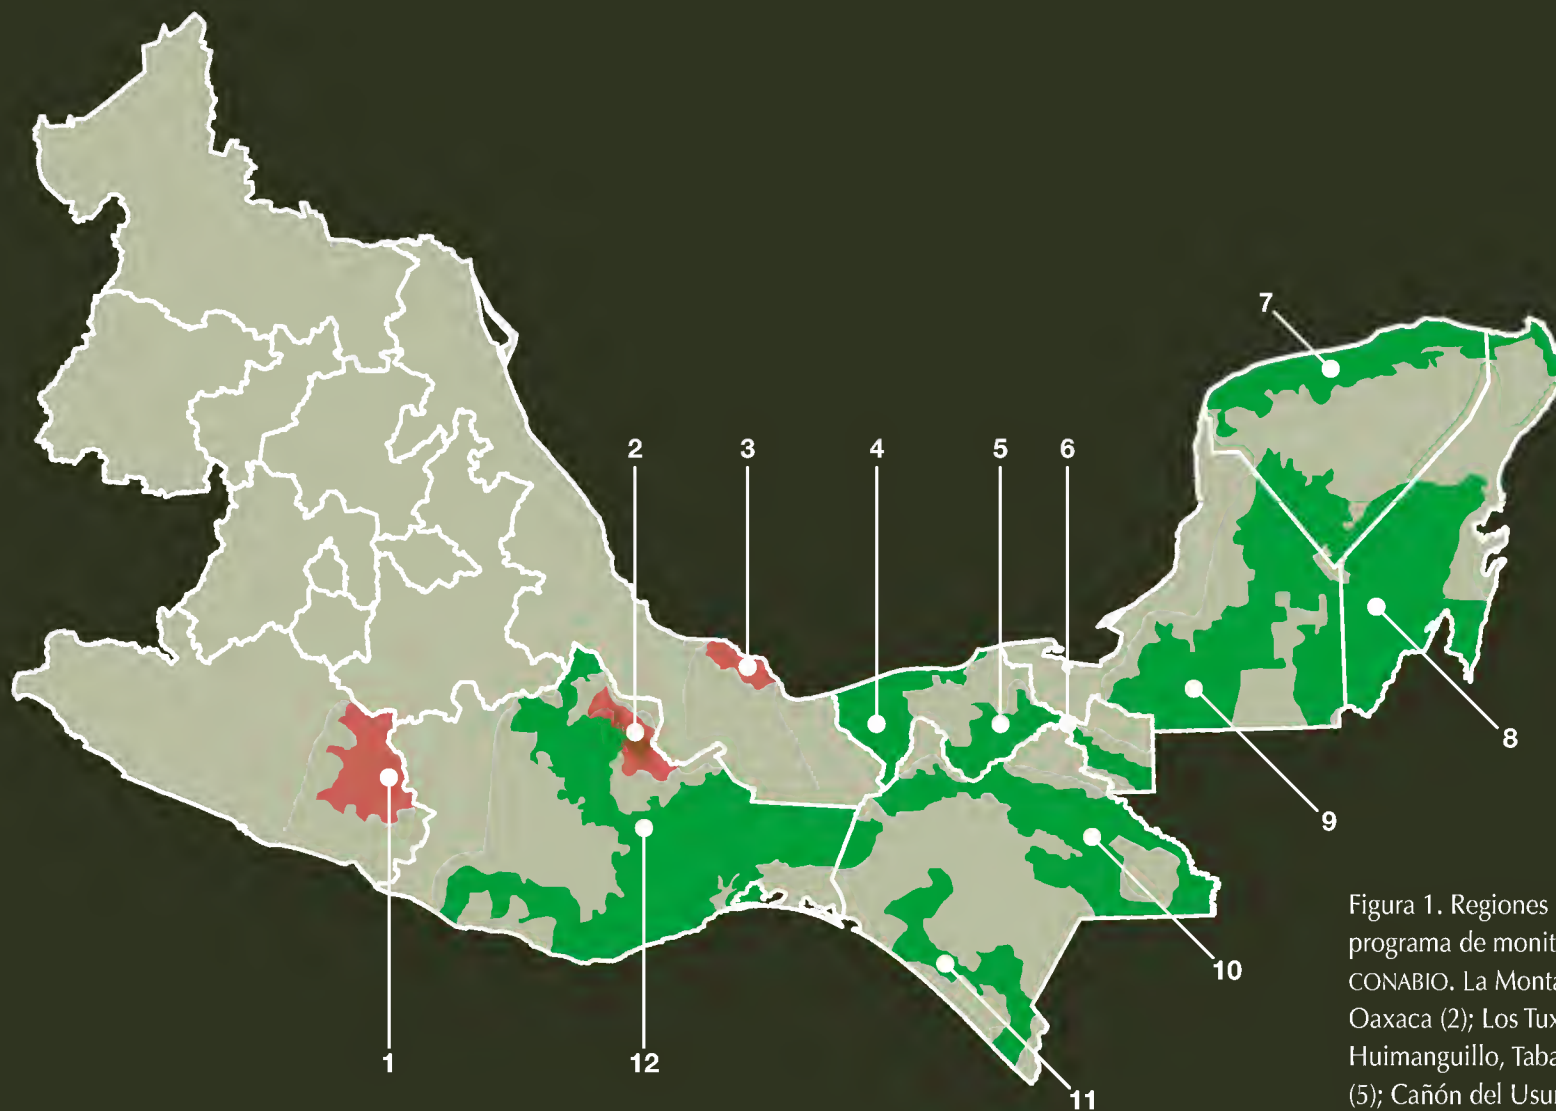 7
2 3 4 5 6
8
9
10
1 12
11
Figura 1. Regiones
programa de monit
CONABIO. La Monta
Oaxaca (2); Los Tux
Huimanguillo, Taba
(5); Cañón del Usu